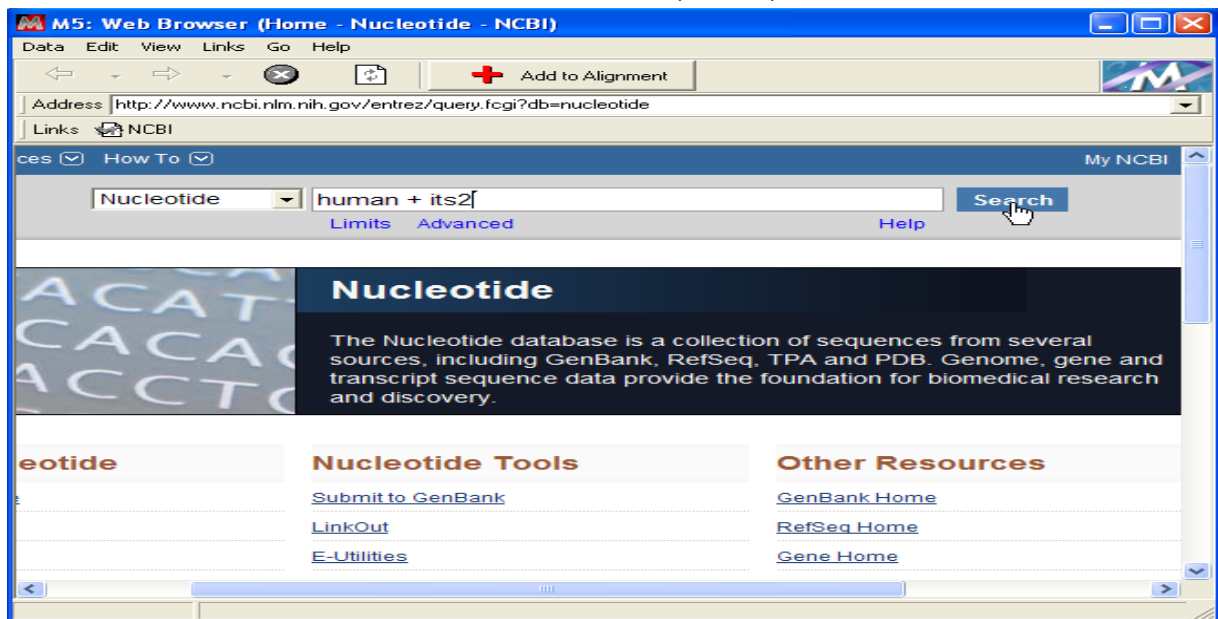 M5: Web Browser (Home - Nucleotide - NCBI)
Data Edit View Links Go Help
Add to Alignment
Address http://www.ncbi.nlm.nih.gov/entrez/query.fcgi?db=nucleotide
Links NCBI
ces How To My NCBI
Nucleotide human + its2 Search
Limits Advanced Help
ACAT
CACAC
ACCTC
Nucleotide
The Nucleotide database is a collection of sequences from several
sources, including GenBank, RefSeq, TPA and PDB. Genome, gene and
transcript sequence data provide the foundation for biomedical research
and discovery.
eotide Nucleotide Tools Other Resources
Submit to GenBank GenBank Home
LinkOut RefSeq Home
E-Utilities Gene Home